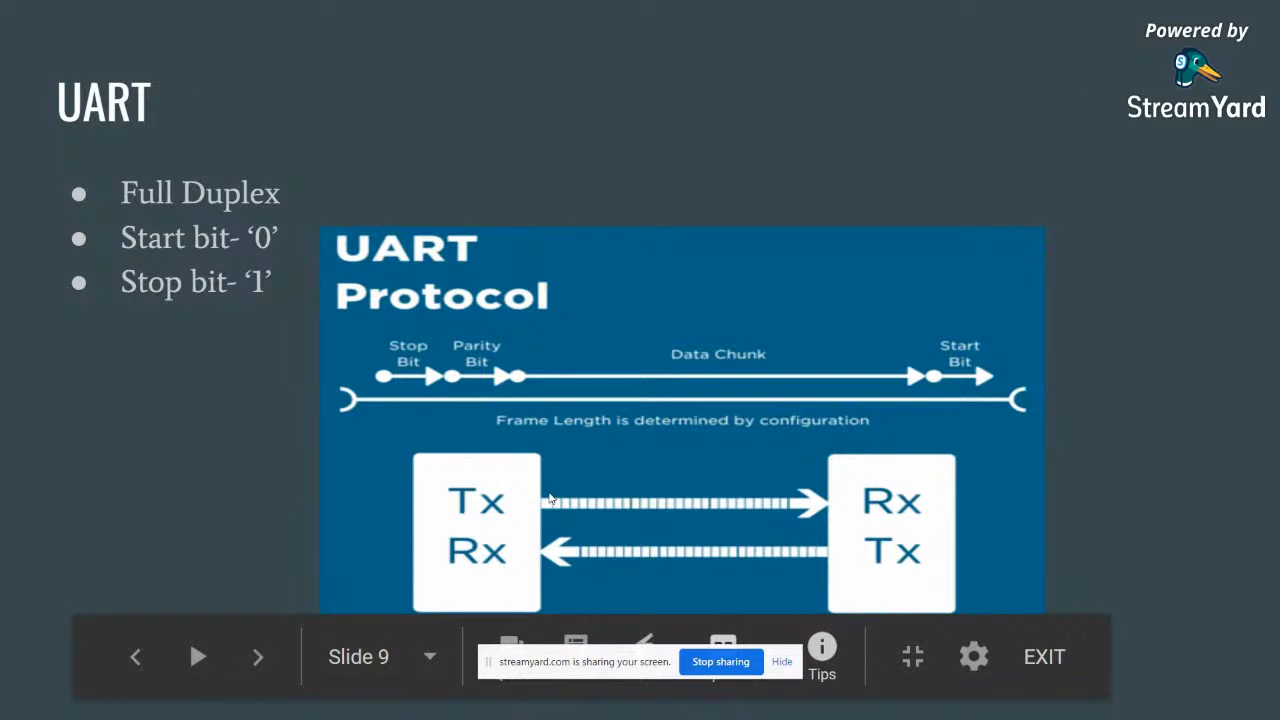 Powered by
StreamYard
UART
● Full Duplex
● Start bit- ‘0’
● Stop bit- ‘1’
UART
Protocol
Stop Bit
Parity Bit
Data Chunk
Start Bit
Frame Length is determined by configuration
Tx Rx
Rx Tx
Slide 9
streamyard.com is sharing your screen. Stop sharing Hide
Tips
EXIT